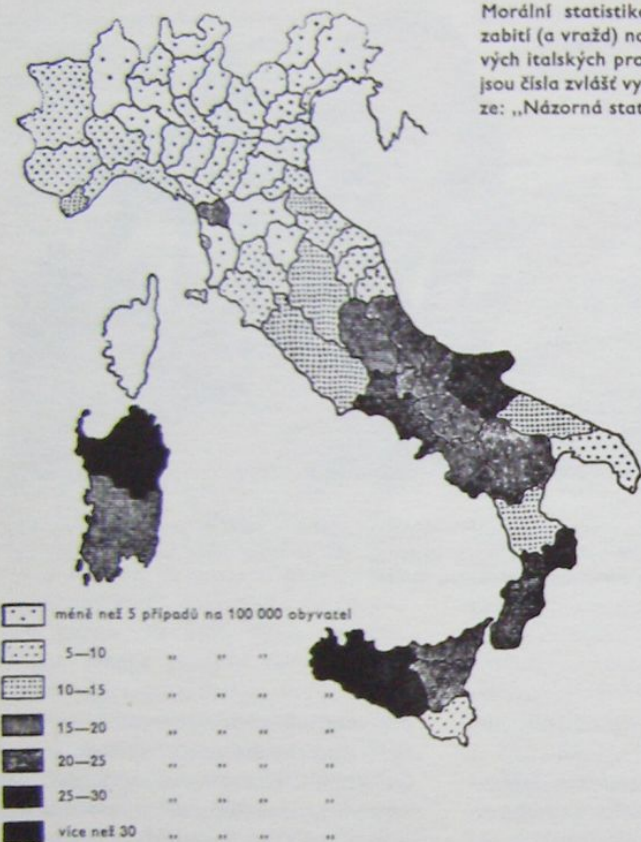 Morální statistike
zabití (a vražd) na
vých italských pro
jsou čísla zvlášť vy
ze: „Názorná stat
méně než 5 případů na 100 000 obyvatel
5—10 „ „ „ „
10—15 „ „ „ „
15—20 „ „ „ „
20—25 „ „ „ „
25—30 „ „ „ „
více než 30 „ „ „ „